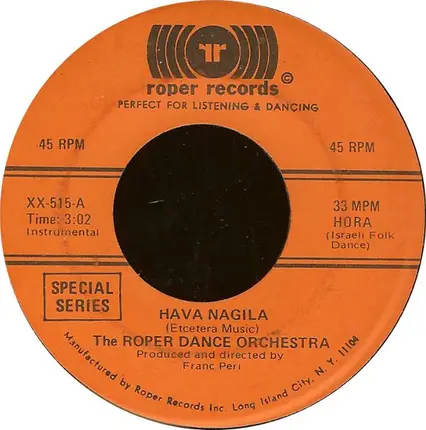 rr
roper records ©
PERFECT FOR LISTENING & DANCING
45 RPM
45 RPM
XX-515-A
Time: 3:02
Instrumental
33 MPM
HORA
(Israeli Folk
Dance)
SPECIAL
SERIES
HAVA NAGILA
(Etcetera Music)
The ROPER DANCE ORCHESTRA
Produced and directed by
Franc Peri
Manufactured by Roper Records Inc. Long Island City, N. Y. 11104